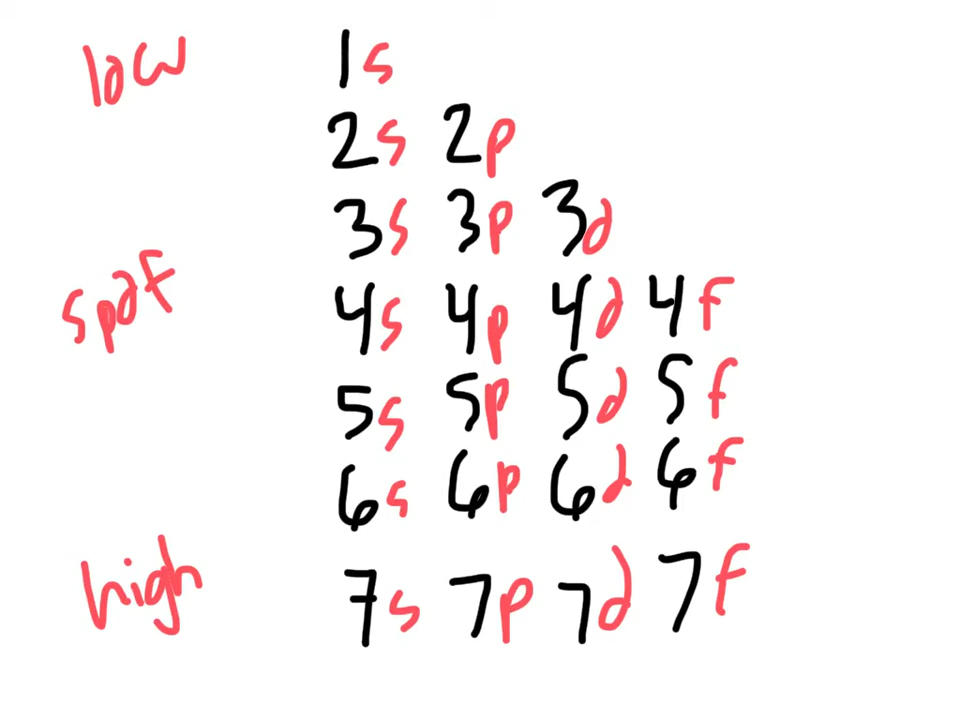 low 1s
2s 2p
3s 3p 3d
spdf 4s 4p 4d 4f
5s 5p 5d 5f
6s 6p 6d 6f
high 7s 7p 7d 7f